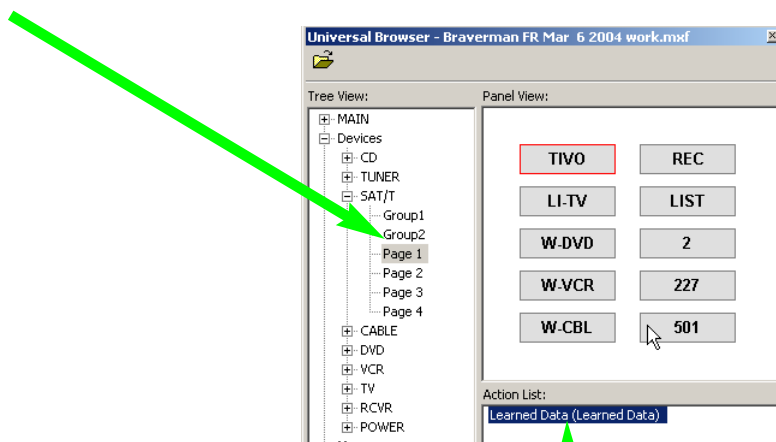 Universal Browser - Braverman FR Mar 6 2004 work.mxf
Tree View:
MAIN
Devices
CD
TUNER
SAT/T
Group1
Group2
Page 1
Page 2
Page 3
Page 4
CABLE
DVD
VCR
TV
RCVR
POWER
Panel View:
TIVO REC
LI-TV LIST
W-DVD 2
W-VCR 227
W-CBL 501
Action List:
Learned Data (Learned Data)